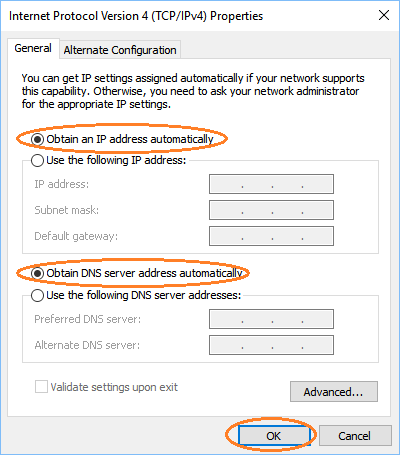 Internet Protocol Version 4 (TCP/IPv4) Properties
General
Alternate Configuration
You can get IP settings assigned automatically if your network supports
this capability. Otherwise, you need to ask your network administrator
for the appropriate IP settings.
Obtain an IP address automatically
Use the following IP address:
IP address:
Subnet mask:
Default gateway:
Obtain DNS server address automatically
Use the following DNS server addresses:
Preferred DNS server:
Alternate DNS server:
Validate settings upon exit
Advanced...
OK
Cancel